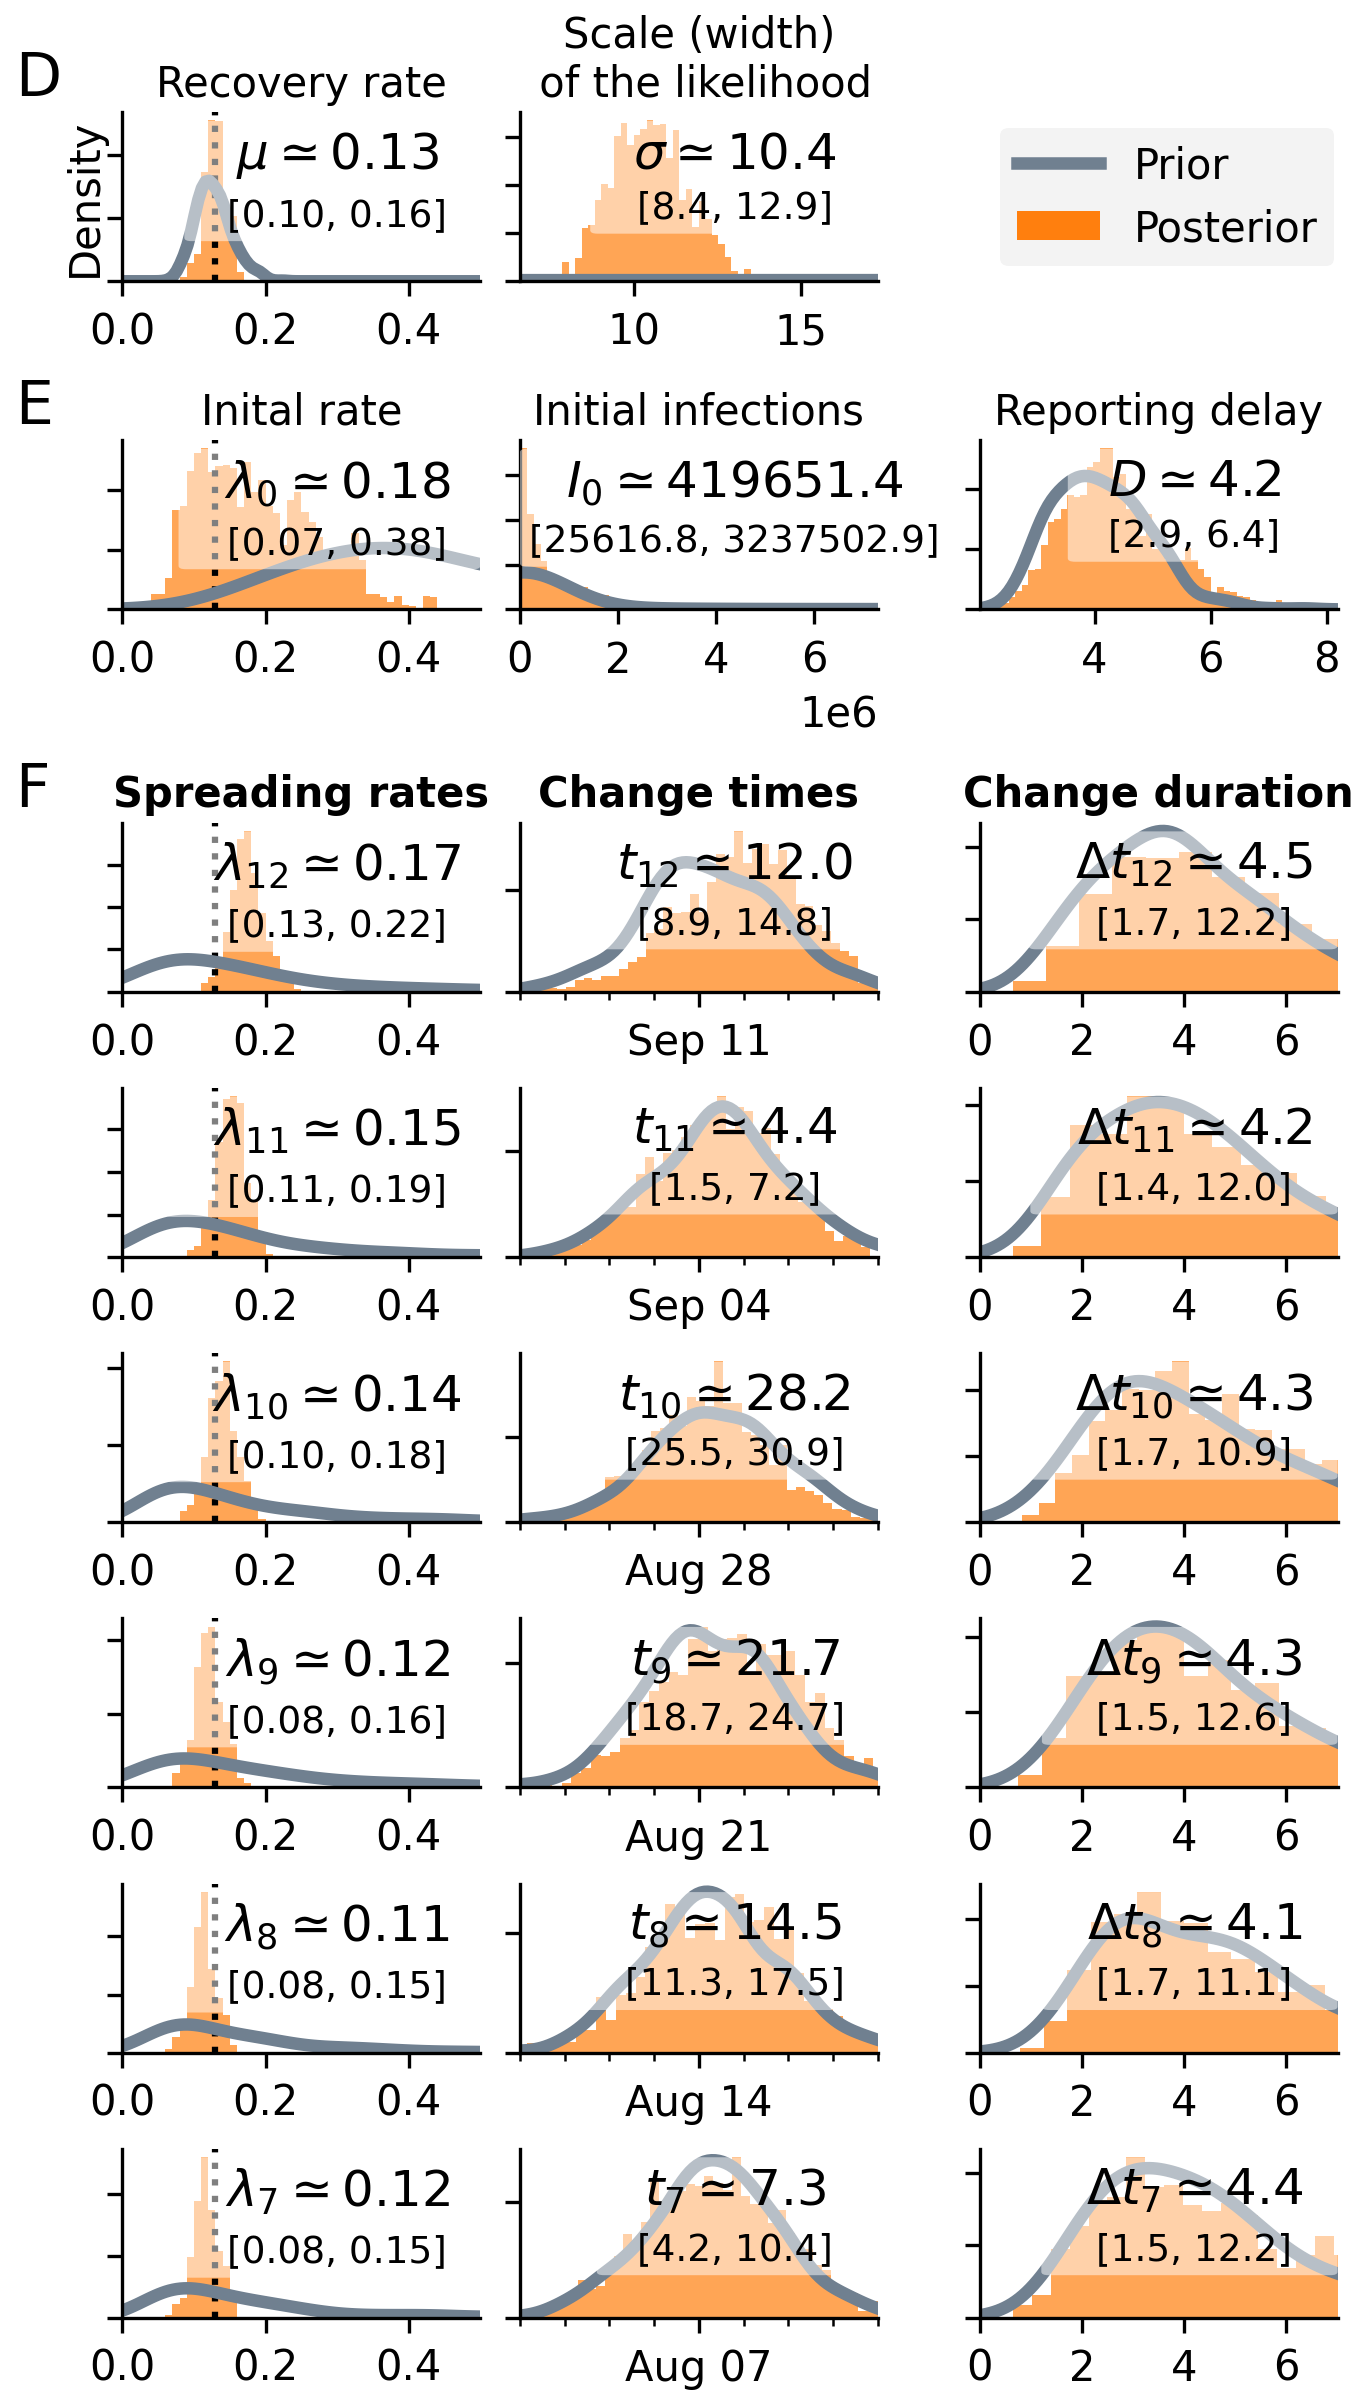 D
Recovery rate
Scale (width)
of the likelihood
Density
μ ≃ 0.13
[0.10, 0.16]
σ ≃ 10.4
[8.4, 12.9]
Prior
Posterior
0.0 0.2 0.4
10 15
E
Inital rate
Initial infections
Reporting delay
λ0 ≃ 0.18
[0.07, 0.38]
I0 ≃ 419651.4
[25616.8, 3237502.9]
D ≃ 4.2
[2.9, 6.4]
0.0 0.2 0.4
0 2 4 6
1e6
4 6 8
F
Spreading rates
Change times
Change duration
λ12 ≃ 0.17
[0.13, 0.22]
t12 ≃ 12.0
[8.9, 14.8]
Δt12 ≃ 4.5
[1.7, 12.2]
0.0 0.2 0.4
Sep 11
0 2 4 6
λ11 ≃ 0.15
[0.11, 0.19]
t11 ≃ 4.4
[1.5, 7.2]
Δt11 ≃ 4.2
[1.4, 12.0]
0.0 0.2 0.4
Sep 04
0 2 4 6
λ10 ≃ 0.14
[0.10, 0.18]
t10 ≃ 28.2
[25.5, 30.9]
Δt10 ≃ 4.3
[1.7, 10.9]
0.0 0.2 0.4
Aug 28
0 2 4 6
λ9 ≃ 0.12
[0.08, 0.16]
t9 ≃ 21.7
[18.7, 24.7]
Δt9 ≃ 4.3
[1.5, 12.6]
0.0 0.2 0.4
Aug 21
0 2 4 6
λ8 ≃ 0.11
[0.08, 0.15]
t8 ≃ 14.5
[11.3, 17.5]
Δt8 ≃ 4.1
[1.7, 11.1]
0.0 0.2 0.4
Aug 14
0 2 4 6
λ7 ≃ 0.12
[0.08, 0.15]
t7 ≃ 7.3
[4.2, 10.4]
Δt7 ≃ 4.4
[1.5, 12.2]
0.0 0.2 0.4
Aug 07
0 2 4 6